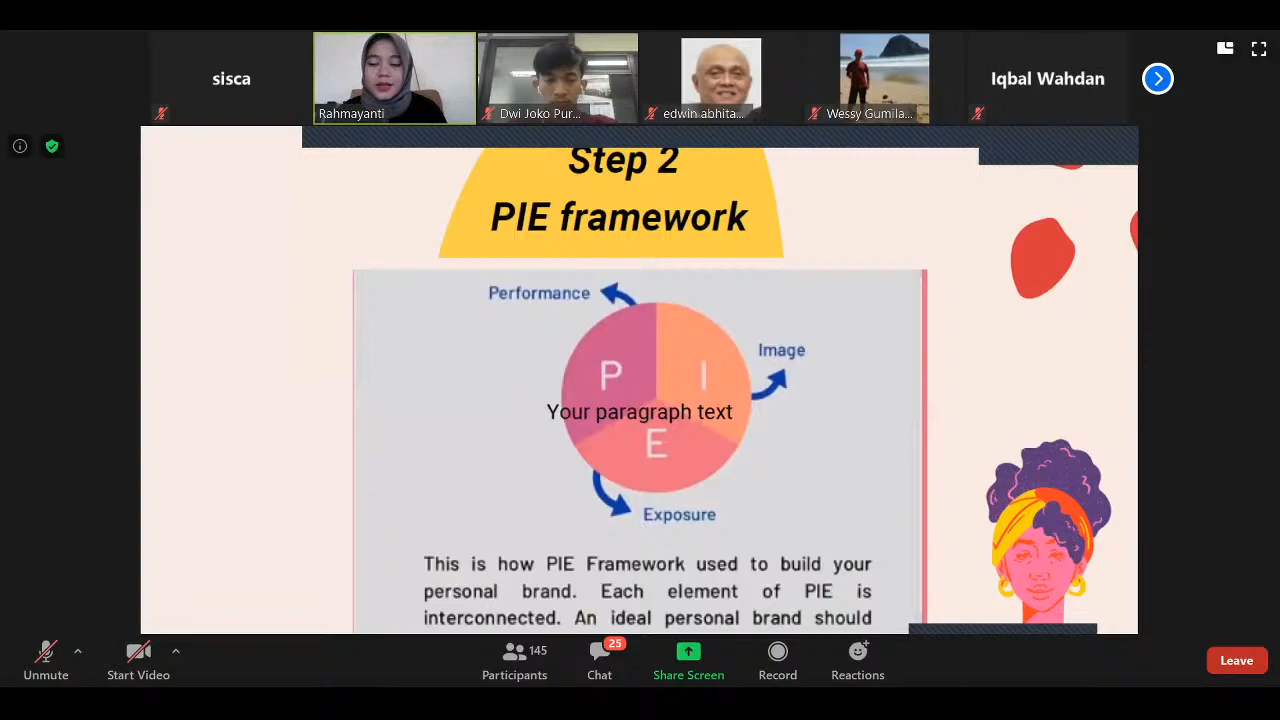 sisca
Rahmayanti
Dwi Joko Pur...
edwin abhita...
Wessy Gumila...
Iqbal Wahdan
Step 2
PIE framework
Performance
Image
P
I
Your paragraph text
E
Exposure
This is how PIE Framework used to build your
personal brand. Each element of PIE is
interconnected. An ideal personal brand should
Unmute
Start Video
145
Participants
25
Chat
Share Screen
Record
Reactions
Leave